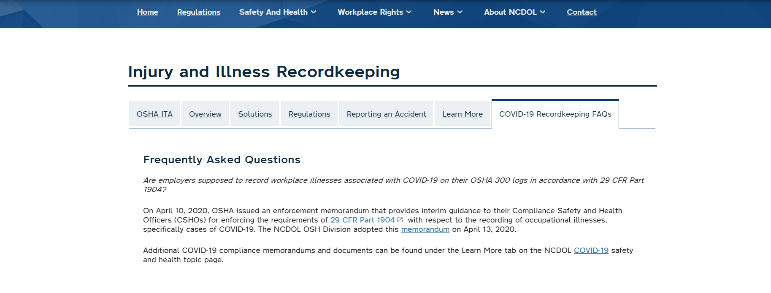 Home Regulations Safety And Health Workplace Rights News About NCDOL Contact
Injury and Illness Recordkeeping
OSHA ITA Overview Solutions Regulations Reporting an Accident Learn More COVID-19 Recordkeeping FAQs
Frequently Asked Questions
Are employers supposed to record workplace illnesses associated with COVID-19 on their OSHA 300 logs in accordance with 29 CFR Part
1904?
On April 10, 2020, OSHA issued an enforcement memorandum that provides interim guidance to their Compliance Safety and Health
Officers (CSHOs) for enforcing the requirements of 29 CFR Part 1904 with respect to the recording of occupational illnesses,
specifically cases of COVID-19. The NCDOL OSH Division adopted this memorandum on April 13, 2020.
Additional COVID-19 compliance memorandums and documents can be found under the Learn More tab on the NCDOL COVID-19 safety
and health topic page.